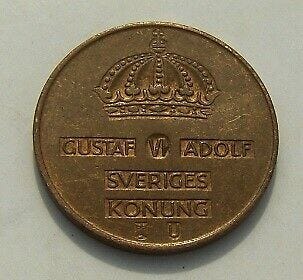 GUSTAF VI ADOLF
SVERIGES
KONUNG
U